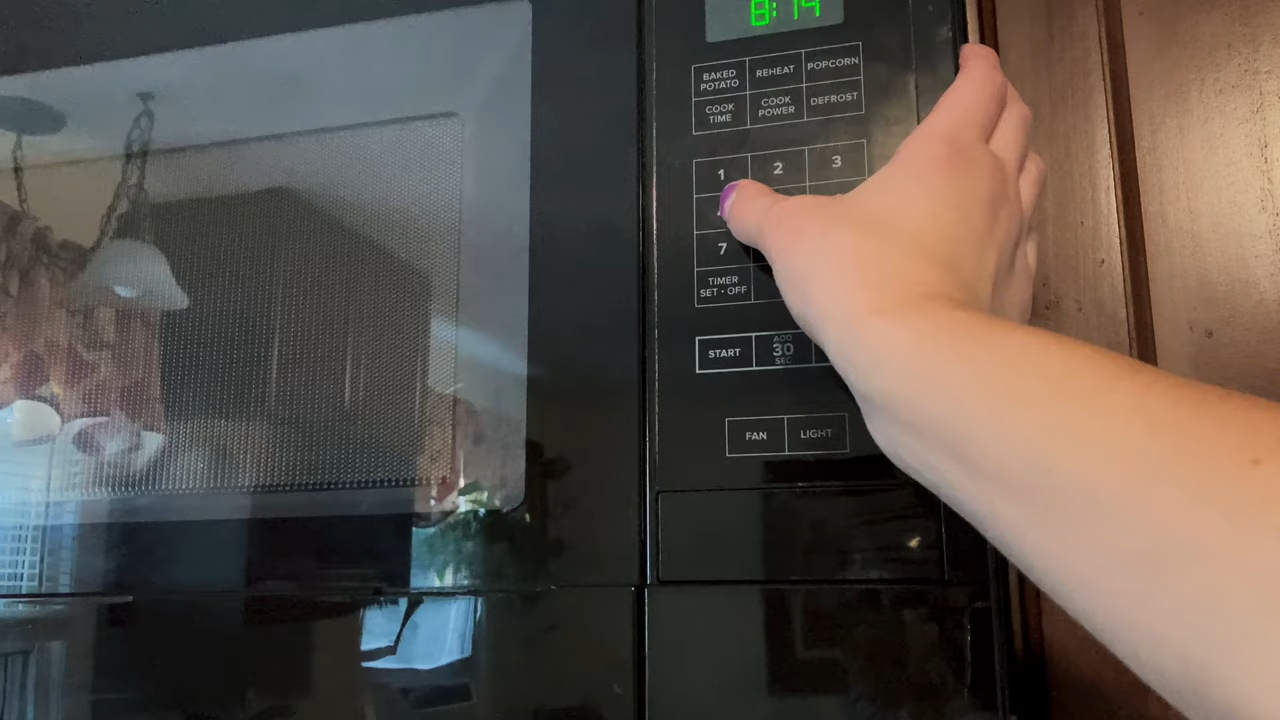 8:14
BAKED POTATO REHEAT POPCORN
COOK TIME COOK POWER DEFROST
1 2 3
7
TIMER SET • OFF
START ADD 30 SEC
FAN LIGHT